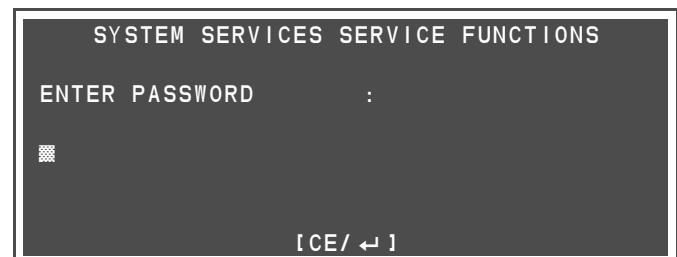 SYSTEM SERVICES SERVICE FUNCTIONS
ENTER PASSWORD :
[CE/↵]